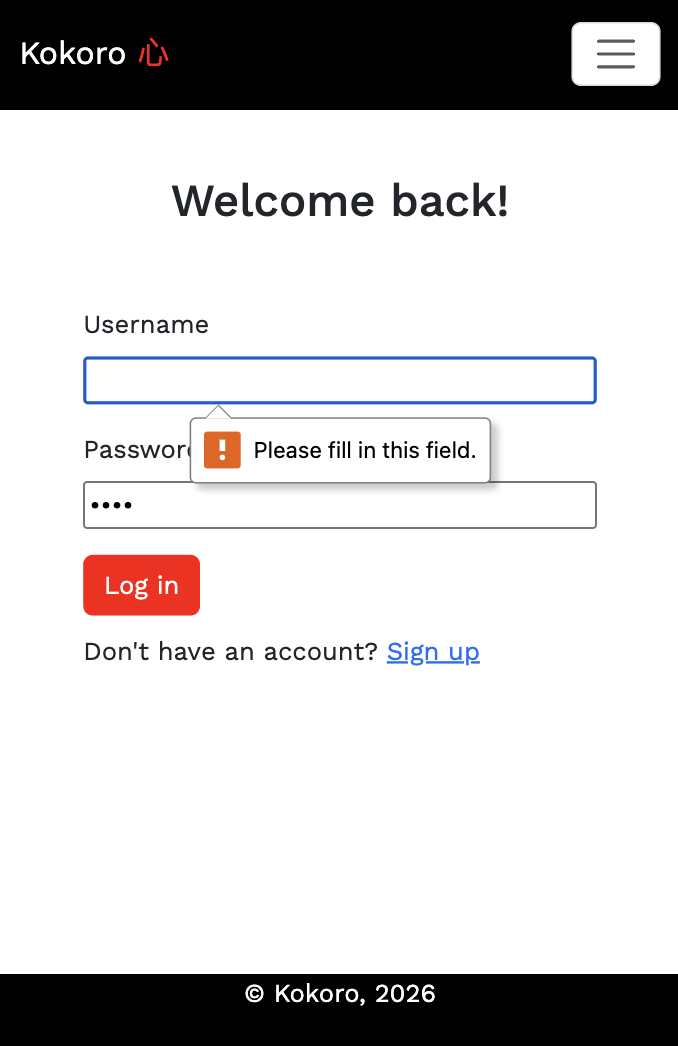 Kokoro 心
Welcome back!
Username
Please fill in this field.
Password
••••
Log in
Don't have an account? Sign up
© Kokoro, 2026